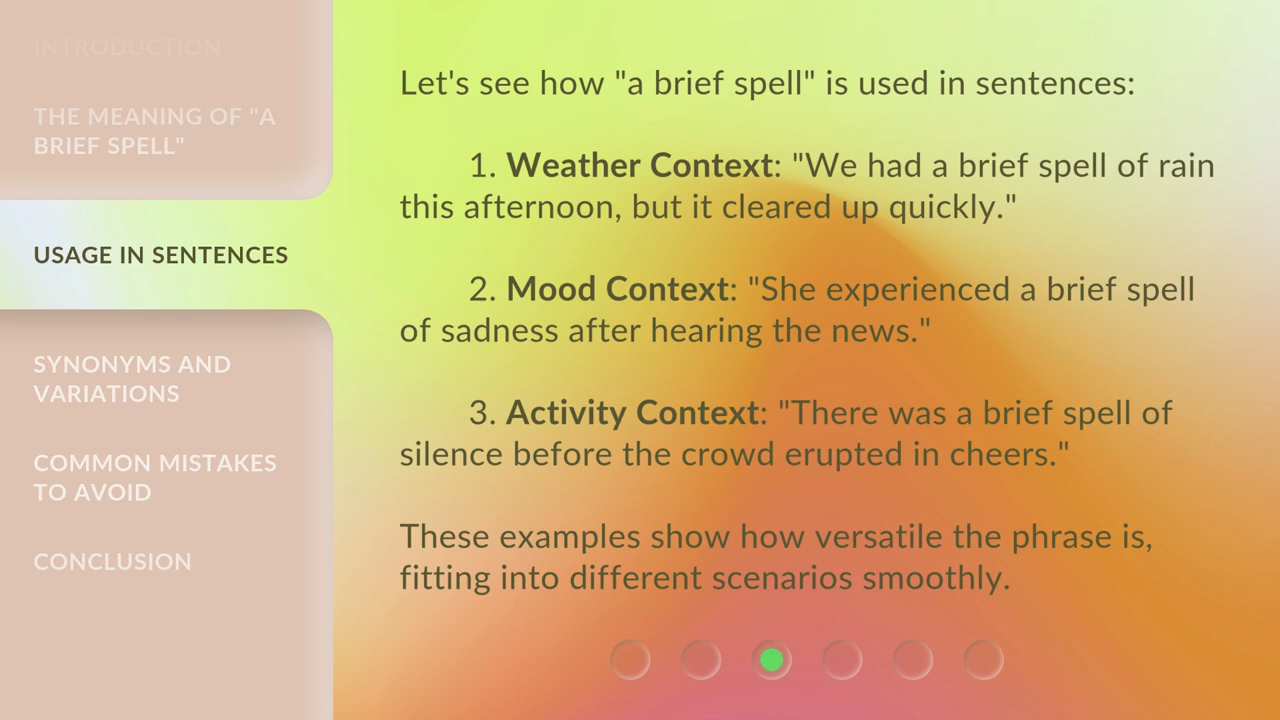 INTRODUCTION
THE MEANING OF "A
BRIEF SPELL"
USAGE IN SENTENCES
SYNONYMS AND
VARIATIONS
COMMON MISTAKES
TO AVOID
CONCLUSION
Let's see how "a brief spell" is used in sentences:
1. Weather Context: "We had a brief spell of rain
this afternoon, but it cleared up quickly."
2. Mood Context: "She experienced a brief spell
of sadness after hearing the news."
3. Activity Context: "There was a brief spell of
silence before the crowd erupted in cheers."
These examples show how versatile the phrase is,
fitting into different scenarios smoothly.